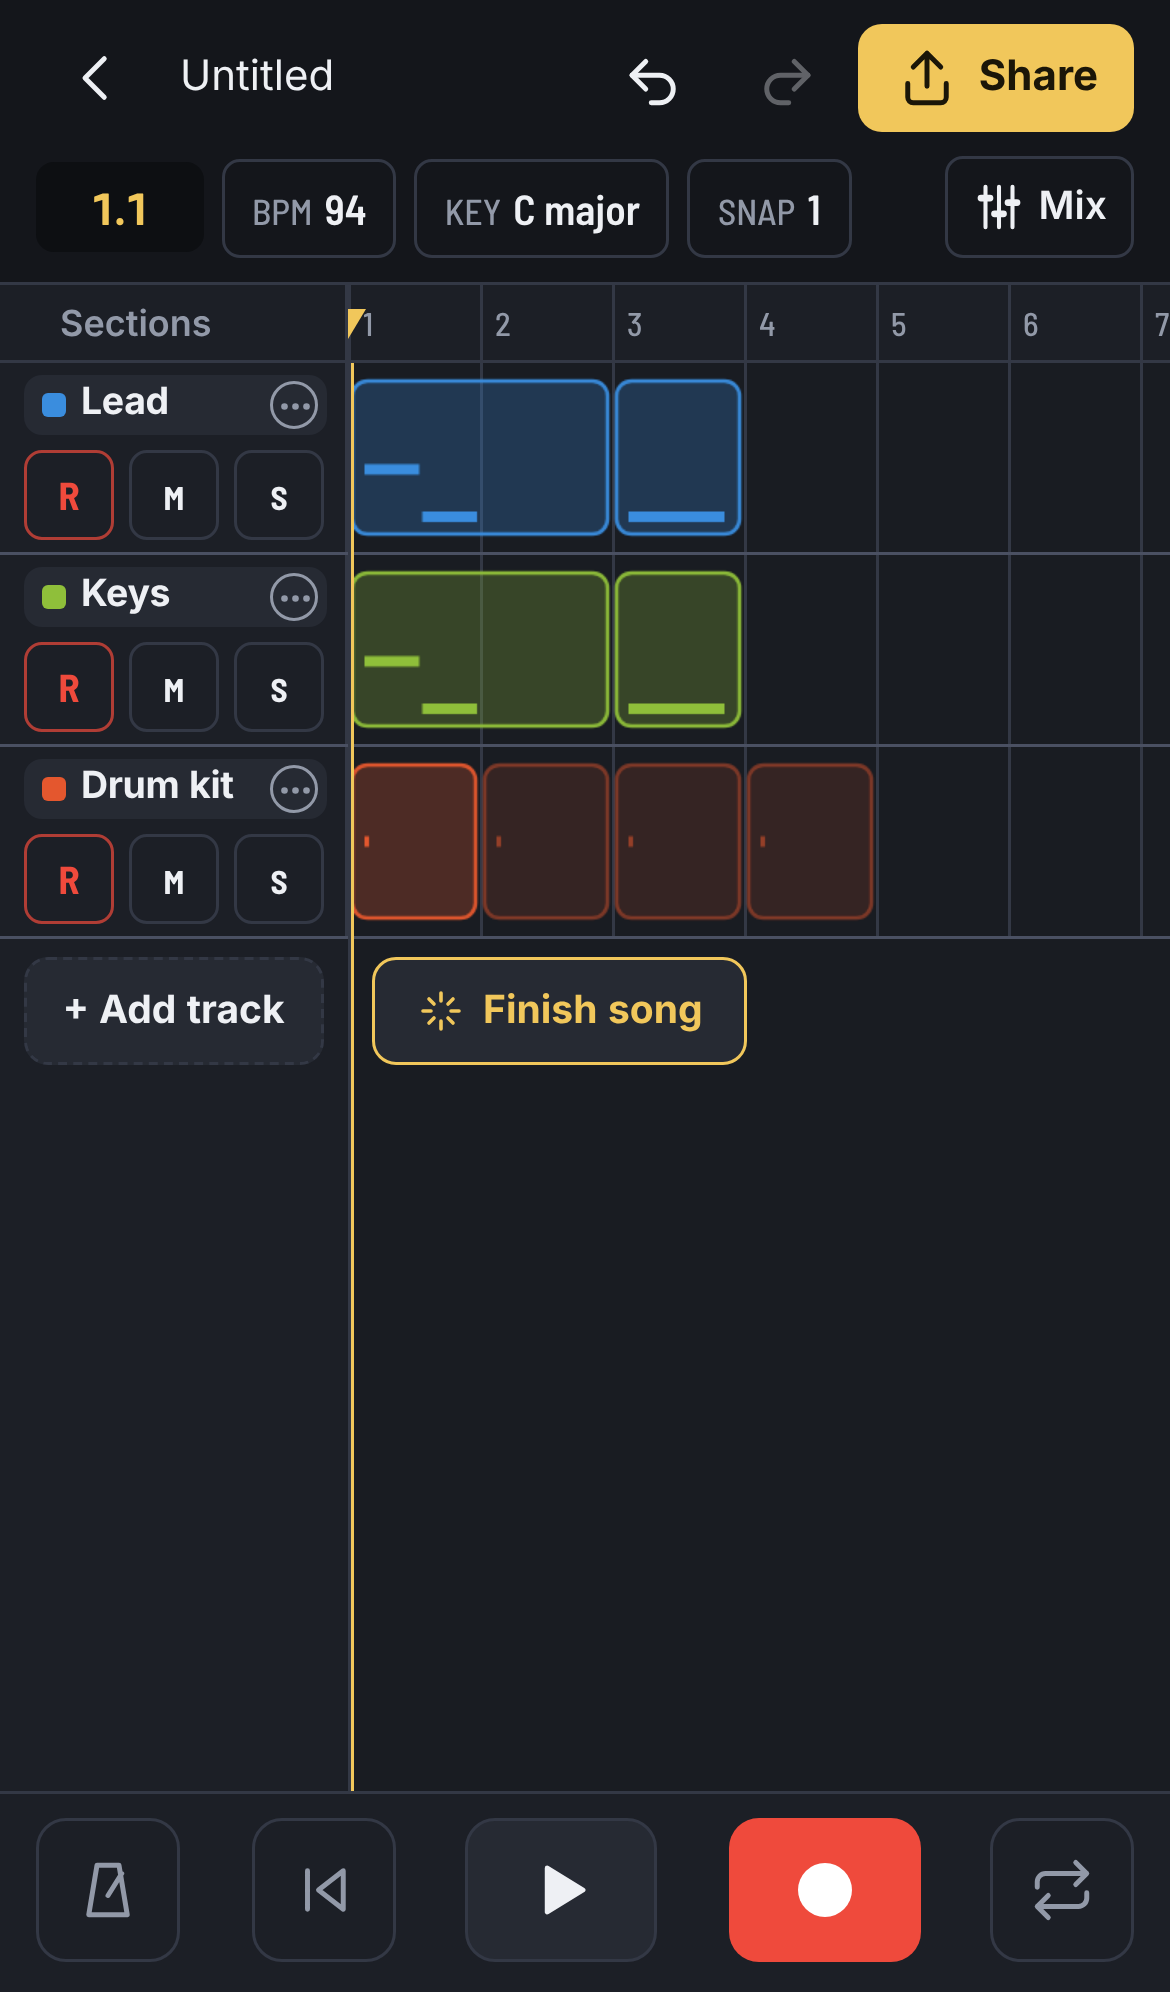 Untitled
Share
1.1
BPM 94
KEY C major
SNAP 1
Mix
Sections
1 2 3 4 5 6 7
Lead
R M S
Keys
R M S
Drum kit
R M S
+ Add track
Finish song